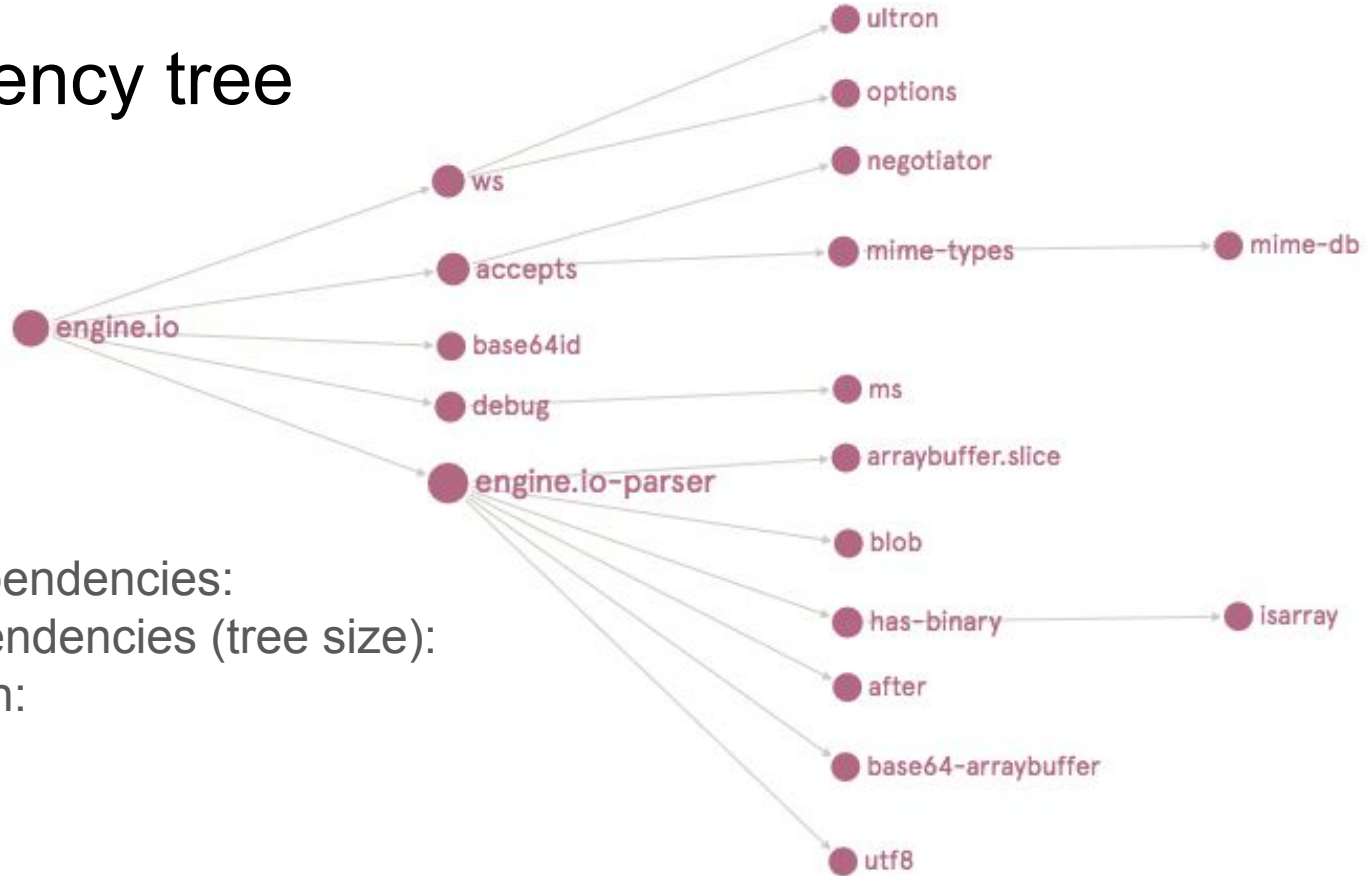 ency tree
ultron
options
negotiator
ws
accepts
mime-types
mime-db
engine.io
base64id
debug
ms
engine.io-parser
arraybuffer.slice
blob
has-binary
isarray
after
base64-arraybuffer
utf8
pendencies:
endencies (tree size):
n: